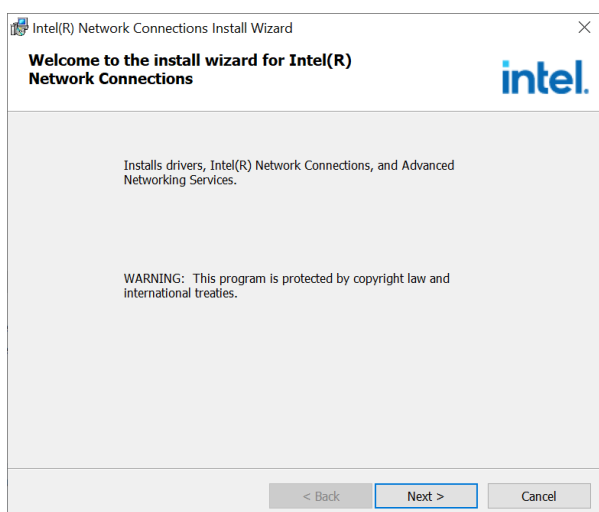 Intel(R) Network Connections Install Wizard
Welcome to the install wizard for Intel(R)
Network Connections
intel.
Installs drivers, Intel(R) Network Connections, and Advanced
Networking Services.
WARNING:  This program is protected by copyright law and
international treaties.
< Back
Next >
Cancel